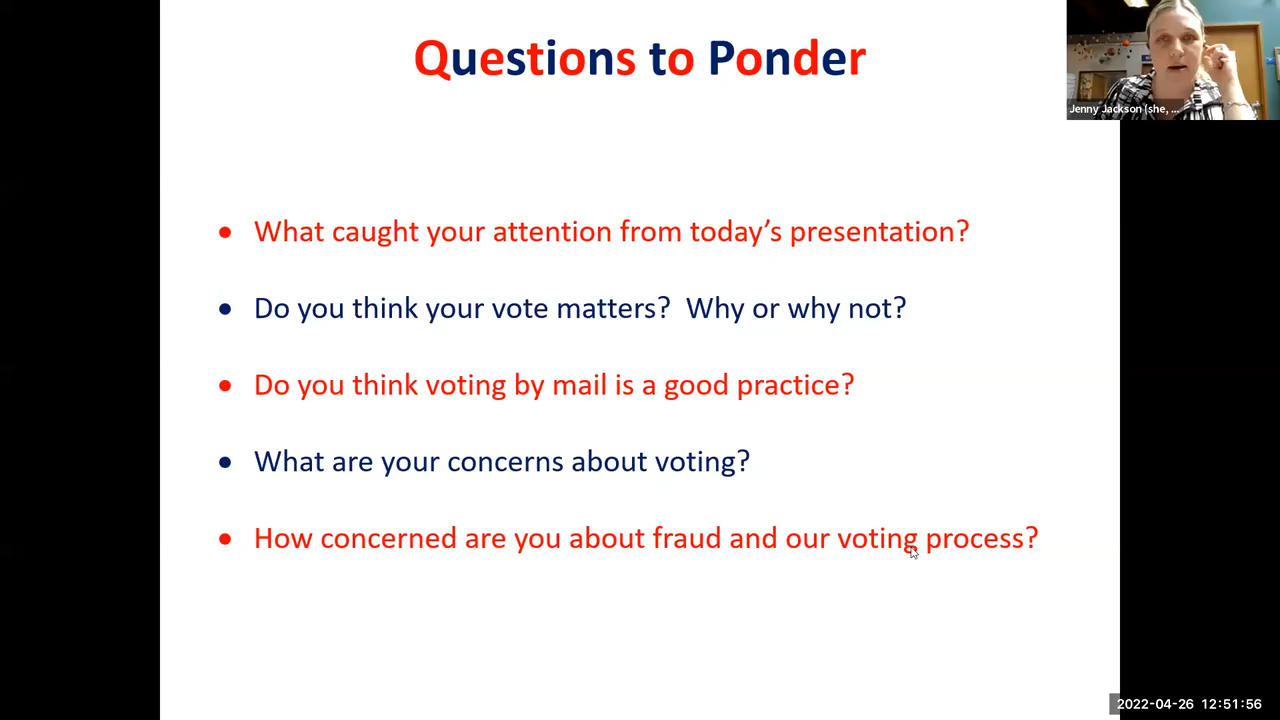 Questions to Ponder
Jenny Jackson (she, ...
• What caught your attention from today’s presentation?
• Do you think your vote matters?  Why or why not?
• Do you think voting by mail is a good practice?
• What are your concerns about voting?
• How concerned are you about fraud and our voting process?
2022-04-26 12:51:56